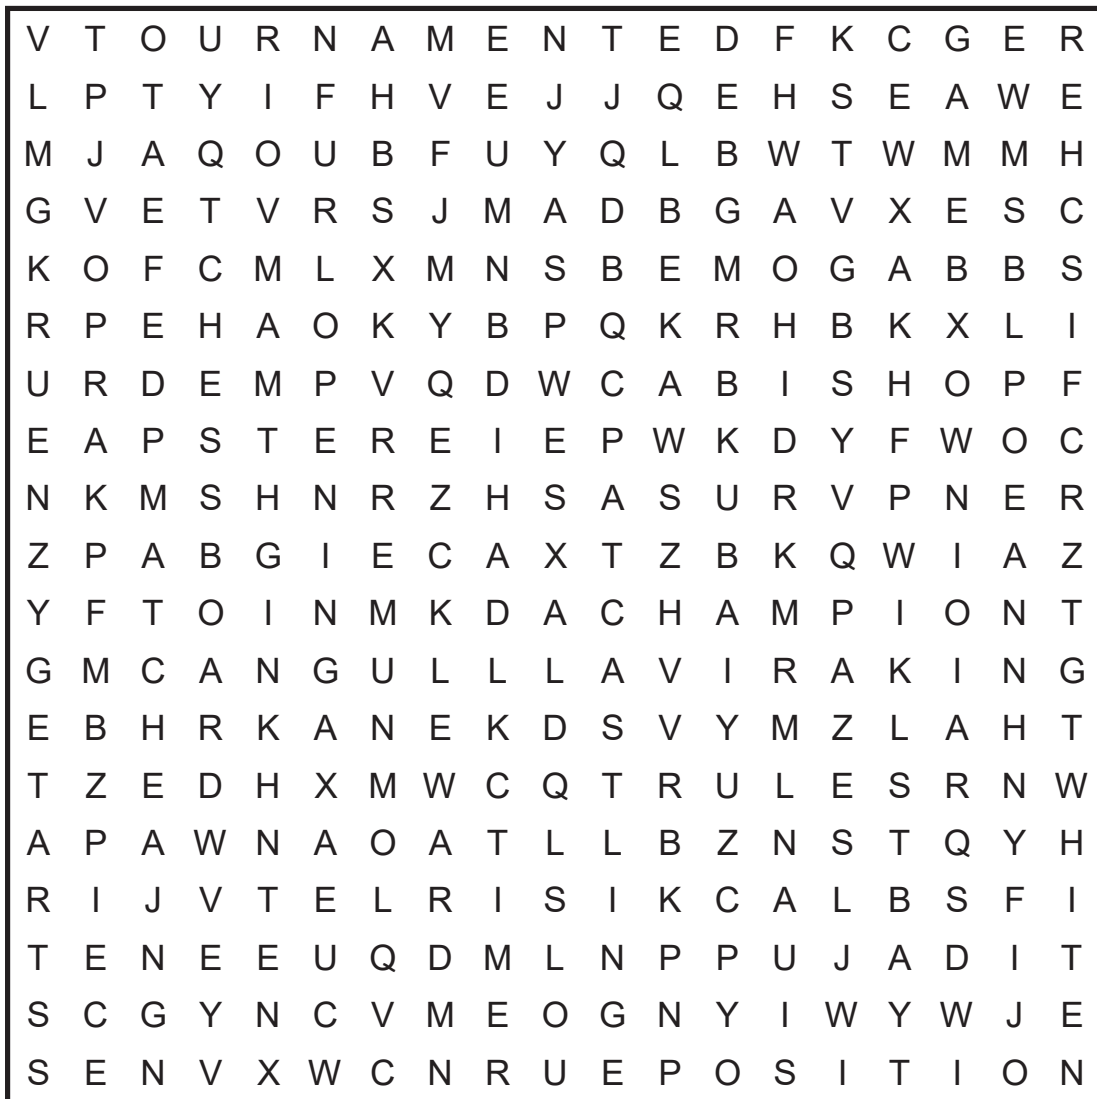 V T O U R N A M E N T E D F K C G E R
L P T Y I F H V E J J Q E H S E A W E
M J A Q O U B F U Y Q L B W T W M M H
G V E T V R S J M A D B G A V X E S C
K O F C M L X M N S B E M O G A B B S
R P E H A O K Y B P Q K R H B K X L I
U R D E M P V Q D W C A B I S H O P F
E A P S T E R E I E P W K D Y F W O C
N K M S H N R Z H S A S U R V P N E R
Z P A B G I E C A X T Z B K Q W I A Z
Y F T O I N M K D A C H A M P I O N T
G M C A N G U L L L A V I R A K I N G
E B H R K A N E K D S V Y M Z L A H T
T Z E D H X M W C Q T R U L E S R N W
A P A W N A O A T L L B Z N S T Q Y H
R I J V T E L R I S I K C A L B S F I
T E N E E U Q D M L N P P U J A D I T
S C G Y N C V M E O G N Y I W Y W J E
S E N V X W C N R U E P O S I T I O N